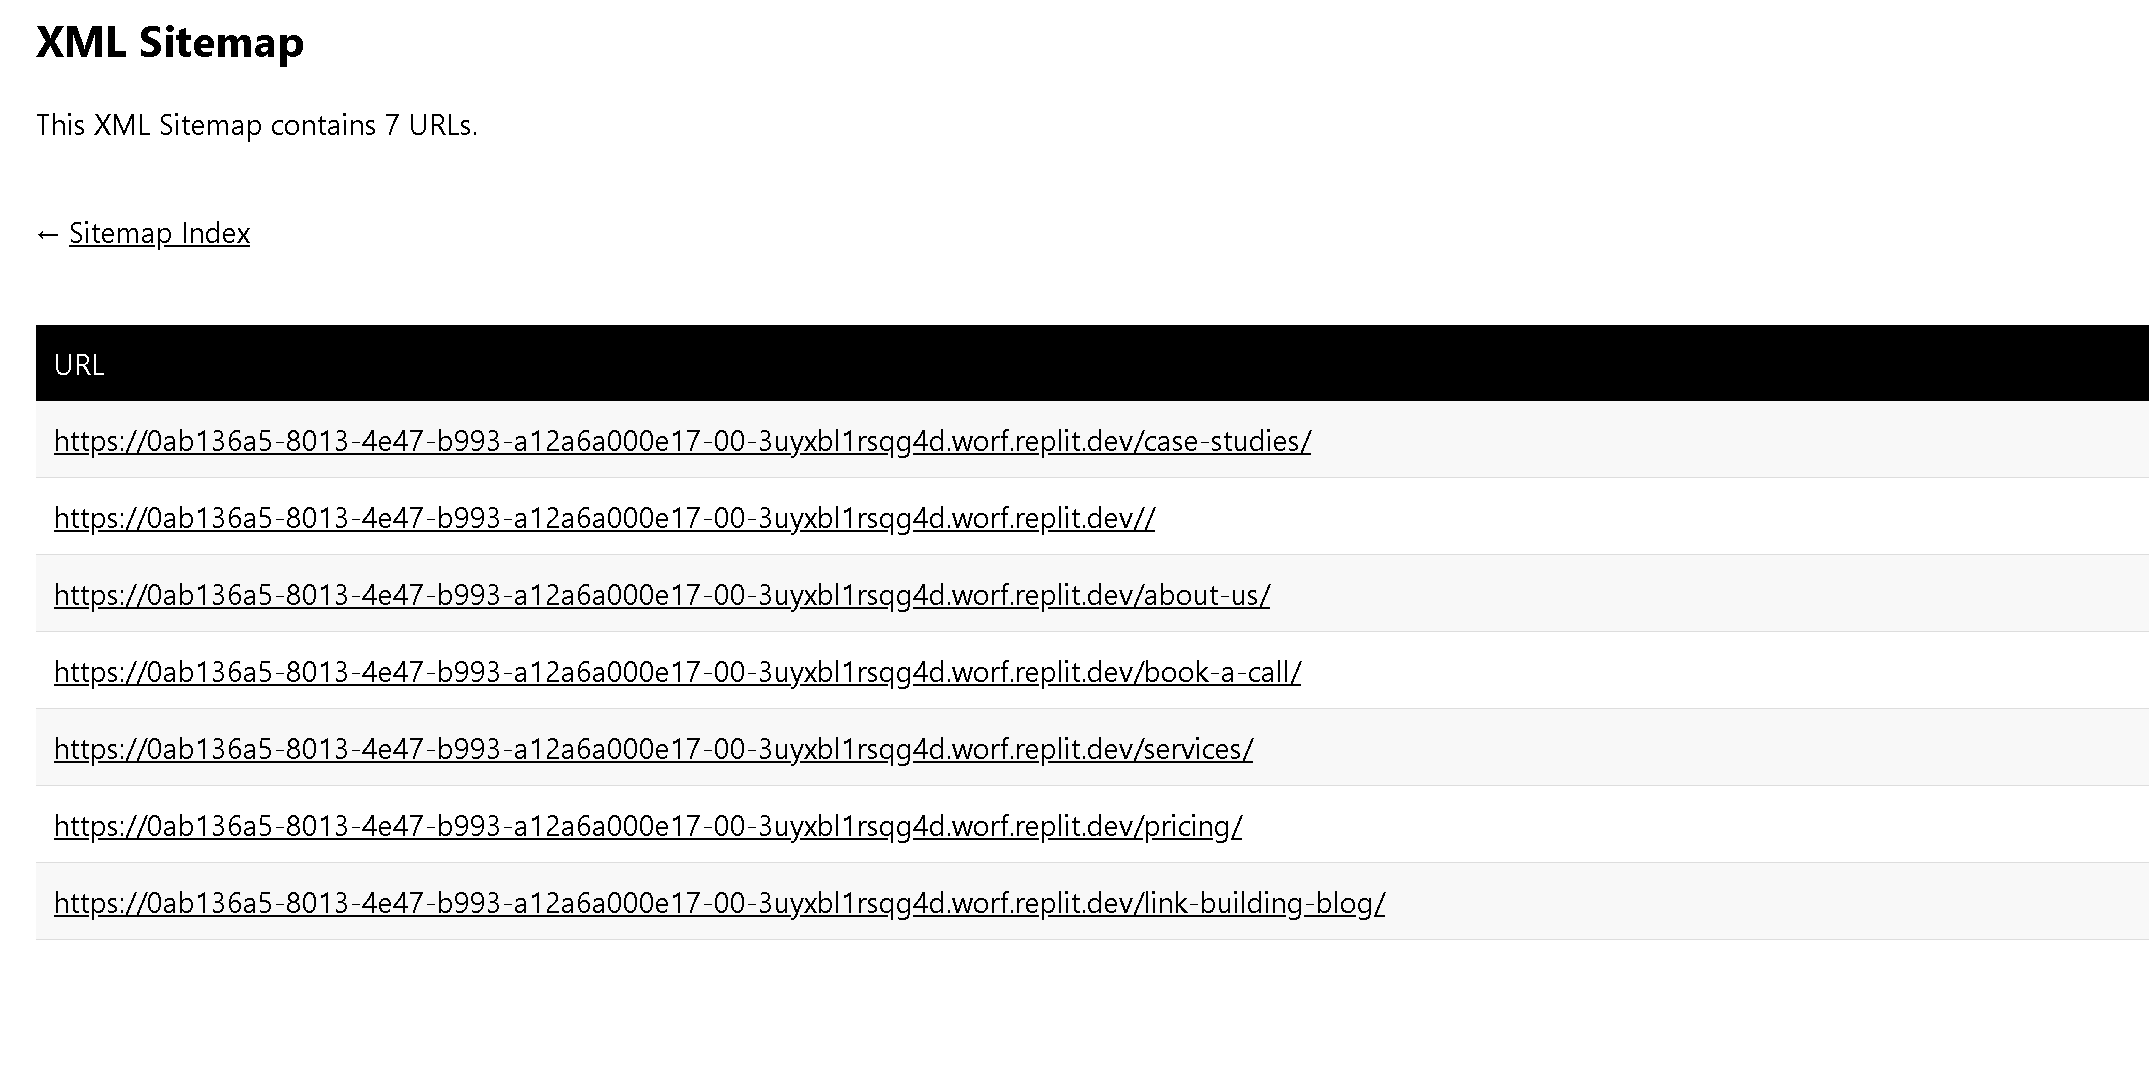 XML Sitemap
This XML Sitemap contains 7 URLs.
← Sitemap Index
URL
https://0ab136a5-8013-4e47-b993-a12a6a000e17-00-3uyxbl1rsqg4d.worf.replit.dev/case-studies/
https://0ab136a5-8013-4e47-b993-a12a6a000e17-00-3uyxbl1rsqg4d.worf.replit.dev//
https://0ab136a5-8013-4e47-b993-a12a6a000e17-00-3uyxbl1rsqg4d.worf.replit.dev/about-us/
https://0ab136a5-8013-4e47-b993-a12a6a000e17-00-3uyxbl1rsqg4d.worf.replit.dev/book-a-call/
https://0ab136a5-8013-4e47-b993-a12a6a000e17-00-3uyxbl1rsqg4d.worf.replit.dev/services/
https://0ab136a5-8013-4e47-b993-a12a6a000e17-00-3uyxbl1rsqg4d.worf.replit.dev/pricing/
https://0ab136a5-8013-4e47-b993-a12a6a000e17-00-3uyxbl1rsqg4d.worf.replit.dev/link-building-blog/